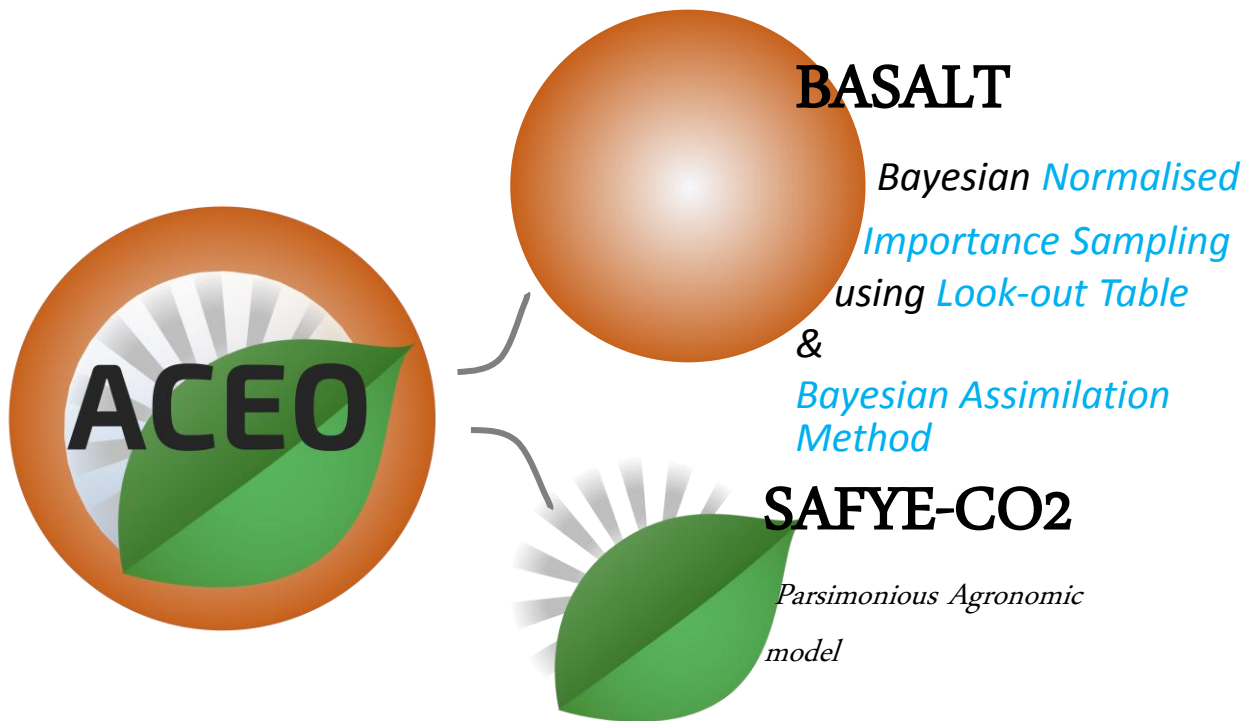 ACEO
BASALT
Bayesian Normalised
Importance Sampling
using Look-out Table
&
Bayesian Assimilation
Method
SAFYE-CO2
Parsimonious Agronomic
model